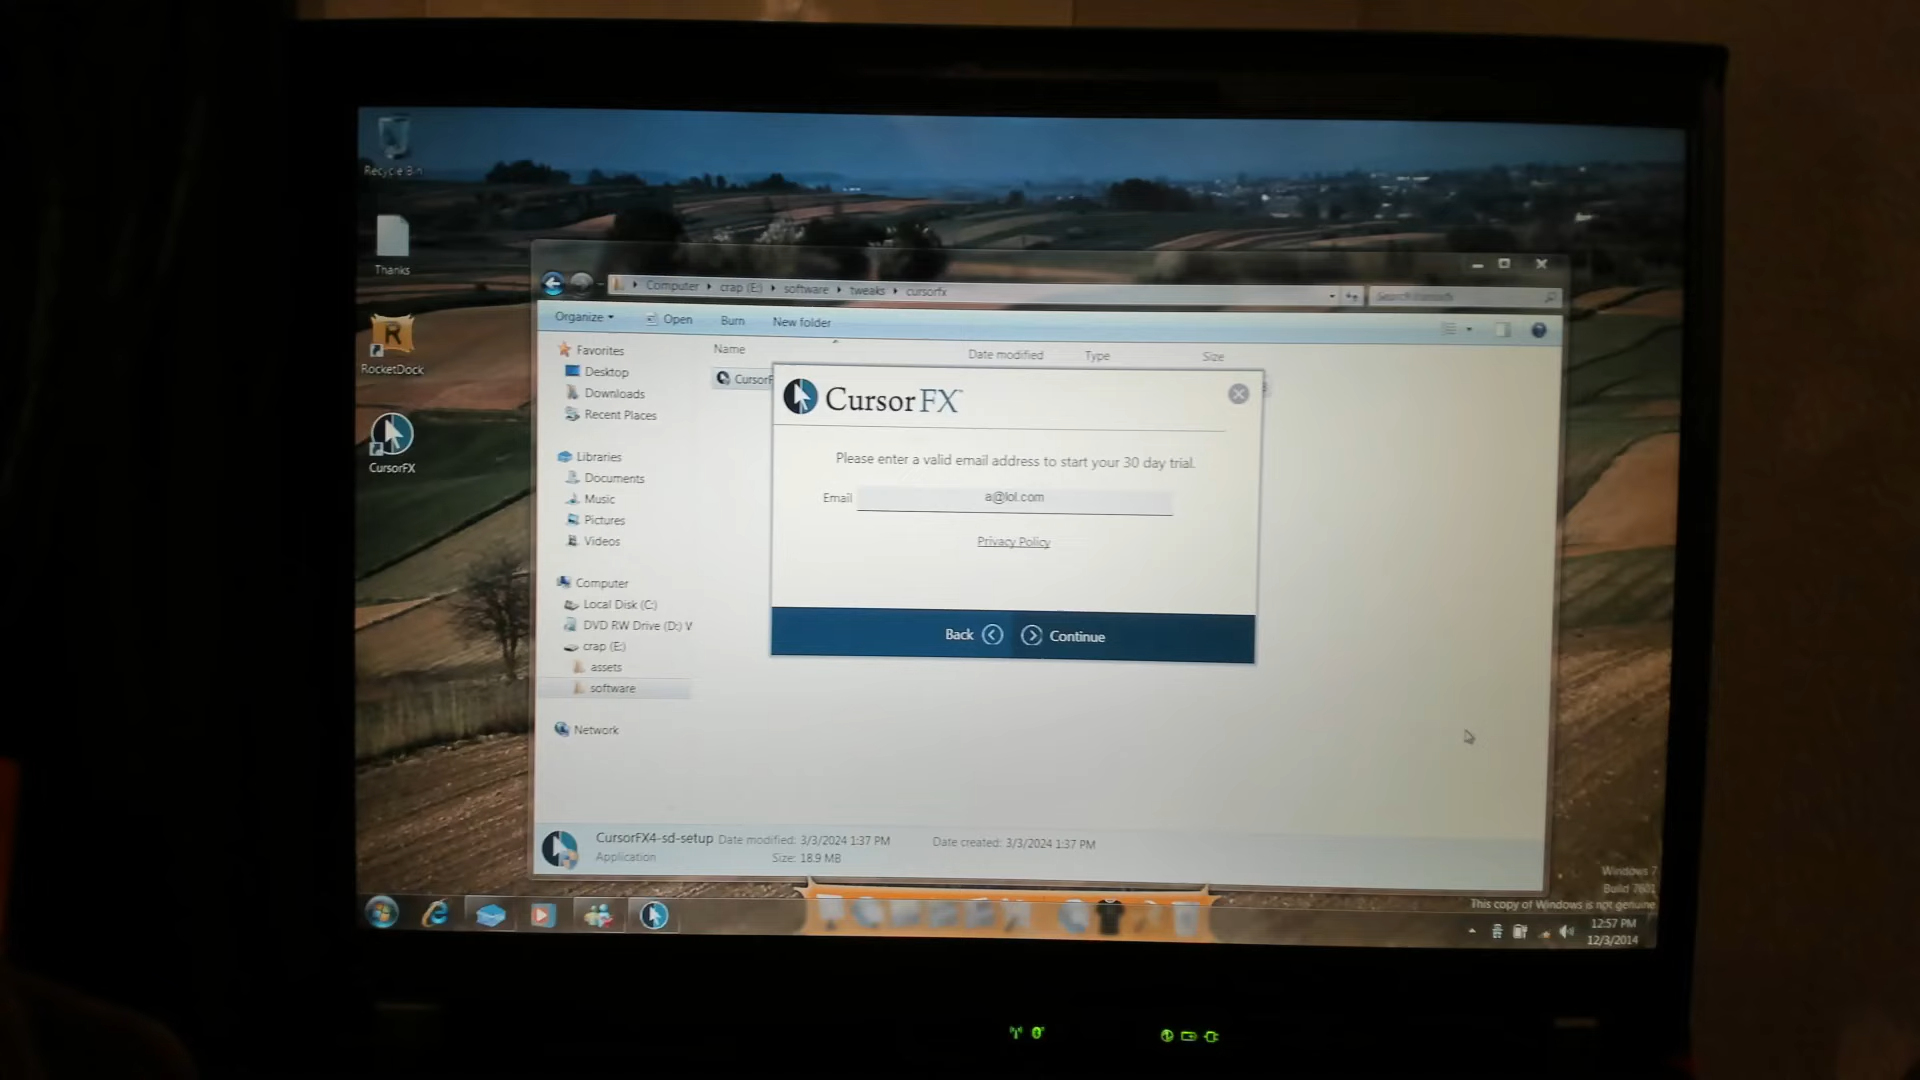 Recycle Bin
Thanks
RocketDock
CursorFX
Computer crap (E:) software tweaks cursorfx
Organize Open Burn New folder
Name Date modified Type Size
Favorites
Desktop
Downloads
Recent Places
Libraries
Documents
Music
Pictures
Videos
Computer
Local Disk (C:)
DVD RW Drive (D:) V
crap (E:)
assets
software
Network
CursorF
CursorFX
Please enter a valid email address to start your 30 day trial.
Email a@lol.com
Privacy Policy
Back Continue
CursorFX4-sd-setup Date modified: 3/3/2024 1:37 PM Date created: 3/3/2024 1:37 PM
Application Size: 18.9 MB
Windows 7
Build 7601
This copy of Windows is not genuine
12:57 PM
12/3/2014